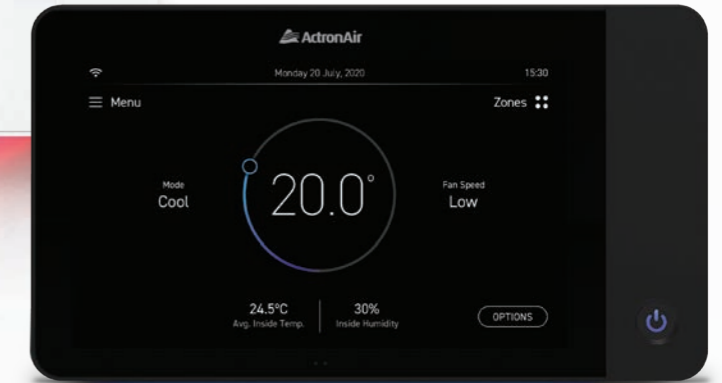 ActronAir
Monday 20 July, 2020
15:30
Menu
Zones
20.0°
Mode
Cool
Fan Speed
Low
24.5°C
Avg. Inside Temp.
30%
Inside Humidity
OPTIONS